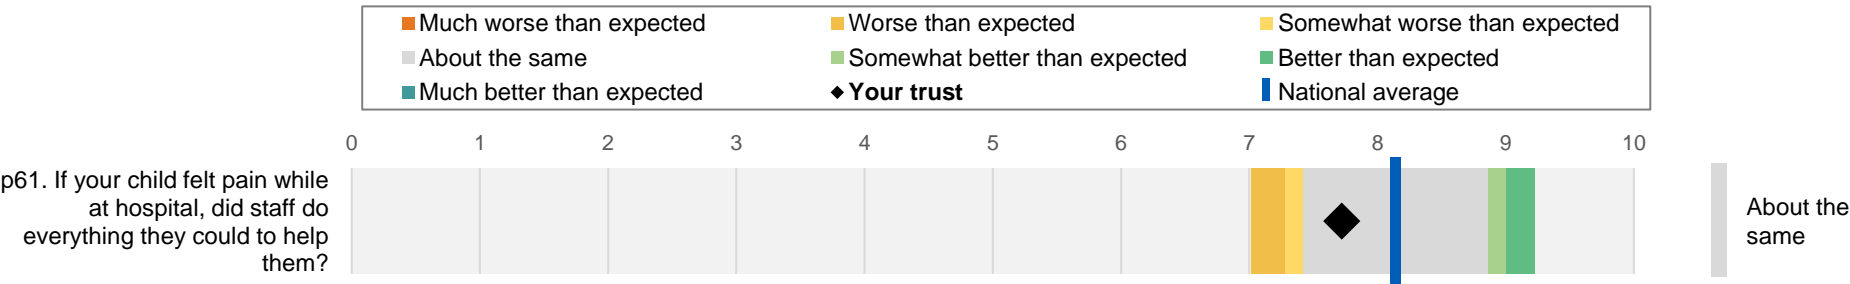 Much worse than expected
Worse than expected
Somewhat worse than expected
About the same
Somewhat better than expected
Better than expected
Much better than expected
Your trust
National average
0 1 2 3 4 5 6 7 8 9 10
p61. If your child felt pain while
at hospital, did staff do
everything they could to help
them?
About the
same